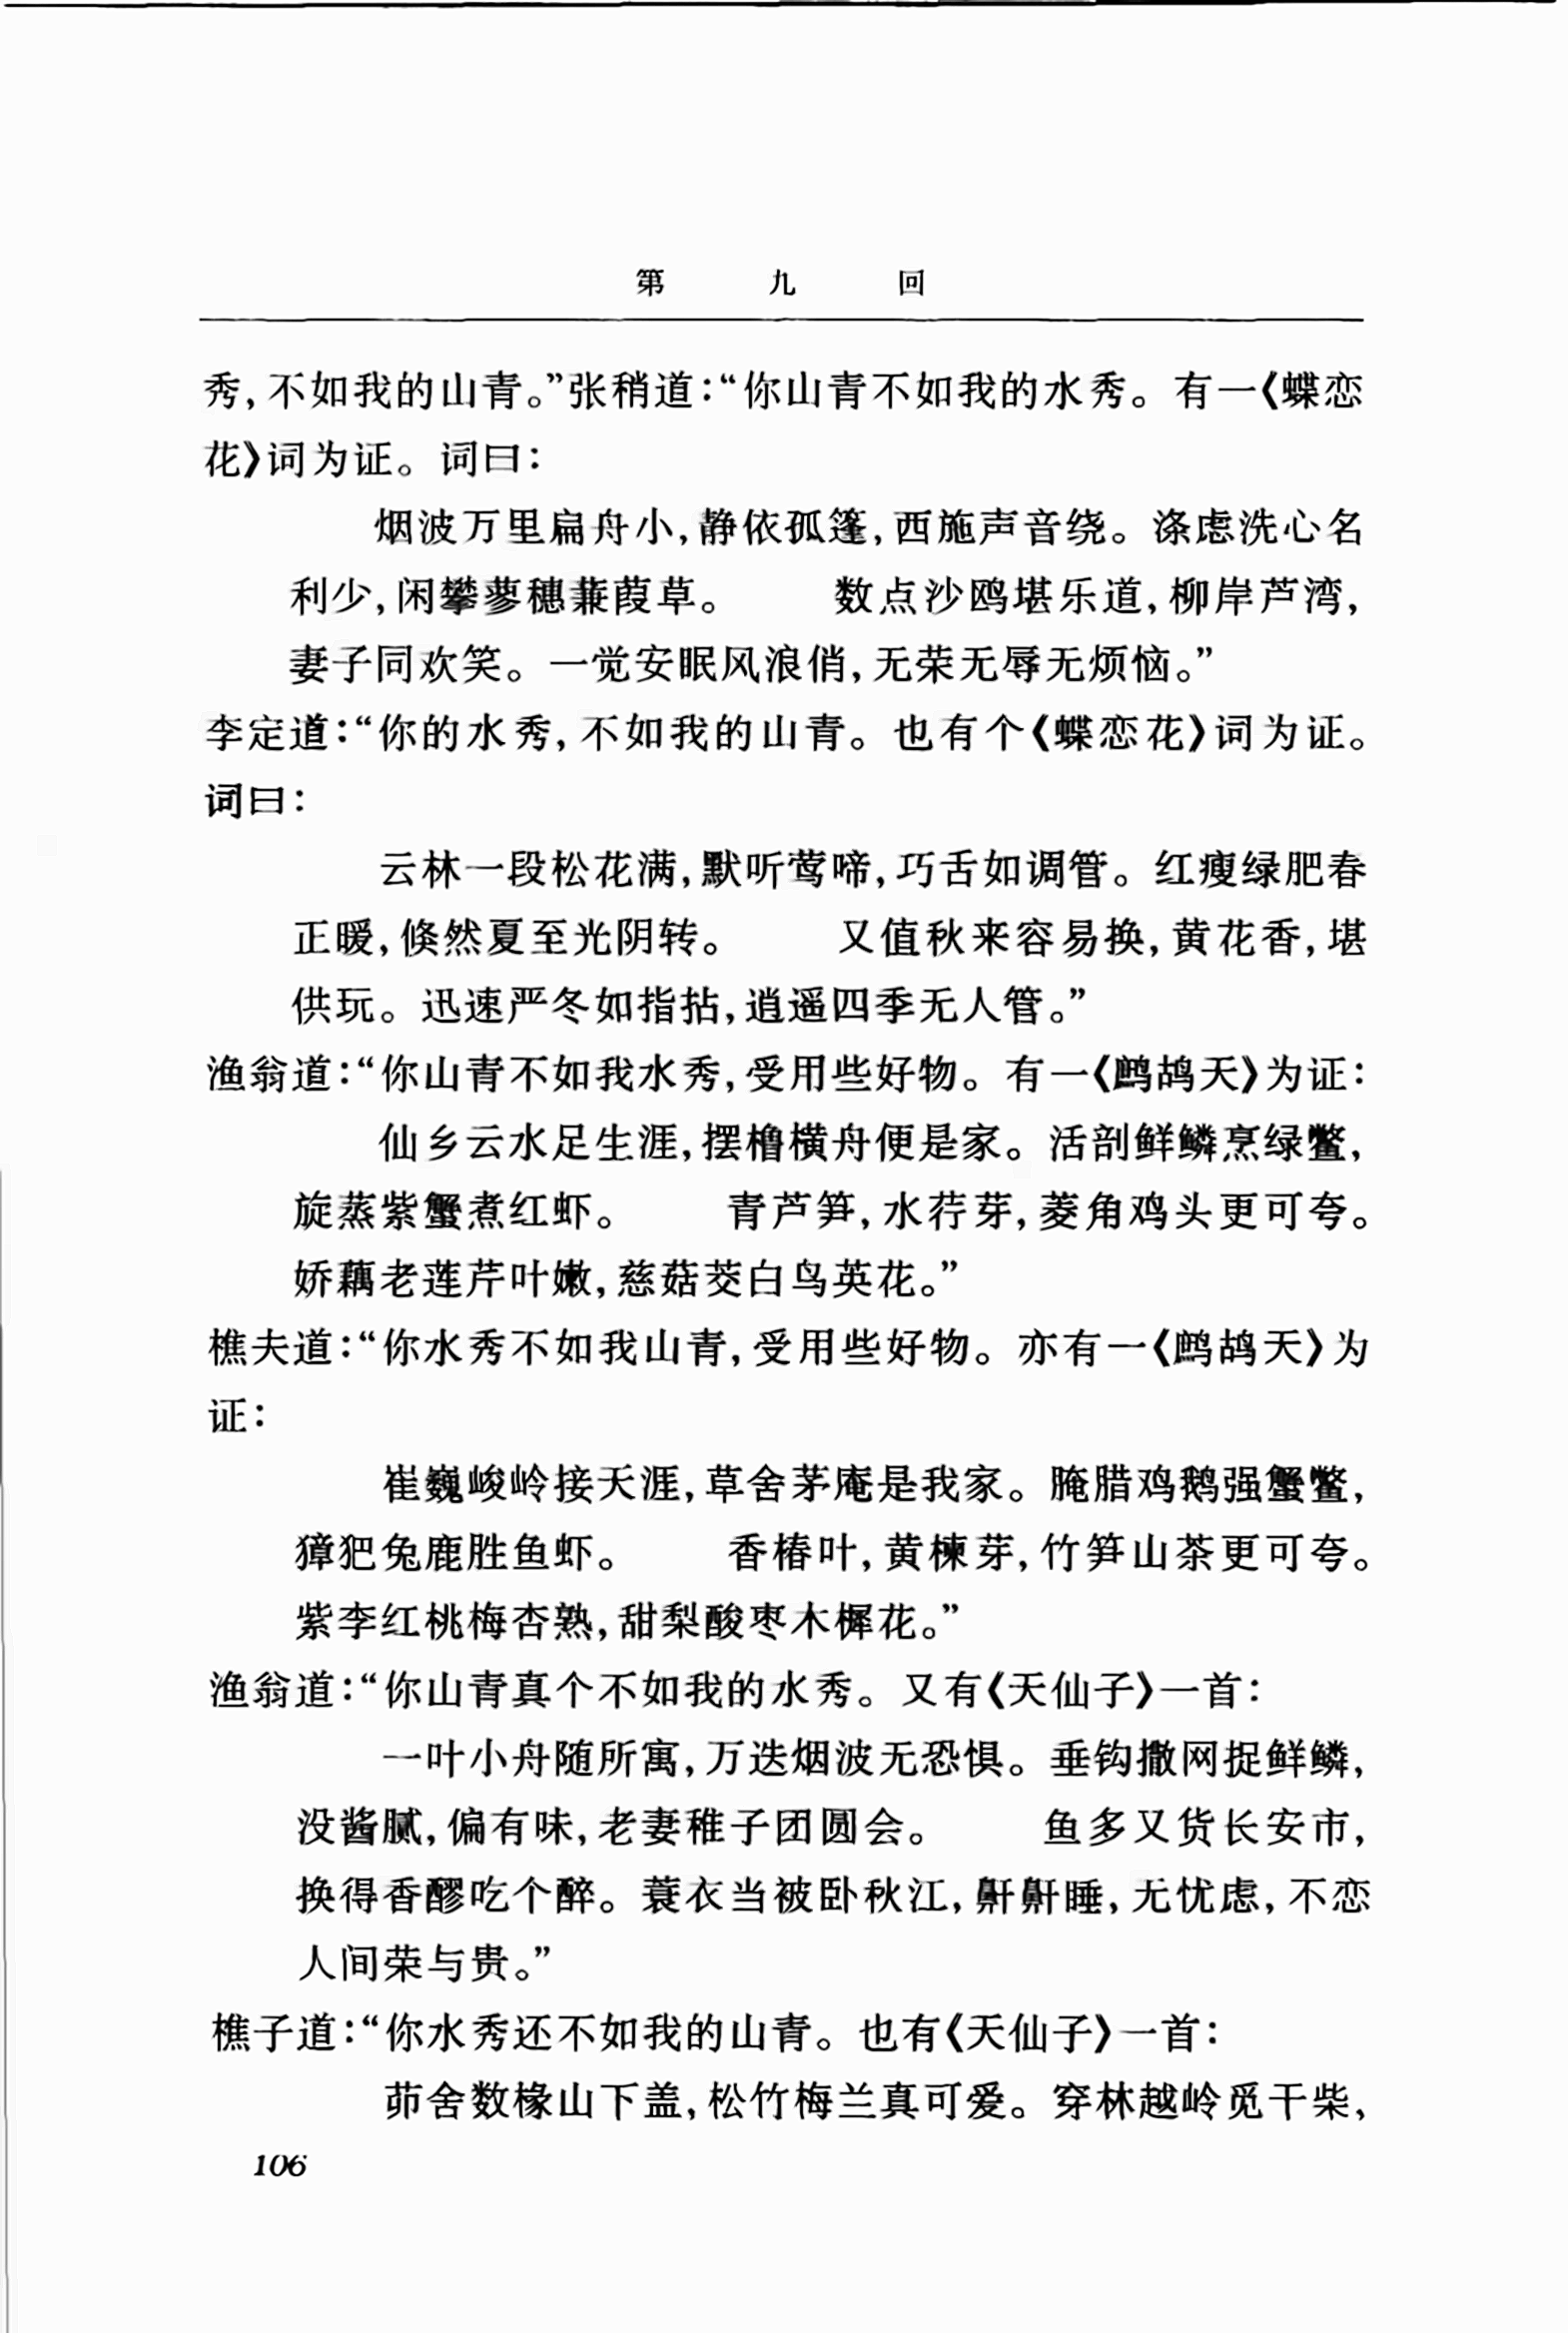 第九回
秀，不如我的山青。”张稍道：“你山青不如我的水秀。有一《蝶恋
花》词为证。词曰：
烟波万里扁舟小，静依孤篷，西施声音绕。涤虑洗心名
利少，闲攀蓼穗蒹葭草。　　数点沙鸥堪乐道，柳岸芦湾，
妻子同欢笑。一觉安眠风浪俏，无荣无辱无烦恼。”
李定道：“你的水秀，不如我的山青。也有个《蝶恋花》词为证。
词曰：
云林一段松花满，默听莺啼，巧舌如调管。红瘦绿肥春
正暖，倏然夏至光阴转。　　又值秋来容易换，黄花香，堪
供玩。迅速严冬如指拈，逍遥四季无人管。”
渔翁道：“你山青不如我水秀，受用些好物。有一《鹧鸪天》为证：
仙乡云水足生涯，摆橹横舟便是家。活剖鲜鳞烹绿鳖，
旋蒸紫蟹煮红虾。　　青芦笋，水荇芽，菱角鸡头更可夸。
娇藕老莲芹叶嫩，慈菇茭白鸟英花。”
樵夫道：“你水秀不如我山青，受用些好物。亦有一《鹧鸪天》为
证：
崔巍峻岭接天涯，草舍茅庵是我家。腌腊鸡鹅强蟹鳖，
獐䝙兔鹿胜鱼虾。　　香椿叶，黄楝芽，竹笋山茶更可夸。
紫李红桃梅杏熟，甜梨酸枣木樨花。”
渔翁道：“你山青真个不如我的水秀。又有《天仙子》一首：
一叶小舟随所寓，万迭烟波无恐惧。垂钩撒网捉鲜鳞，
没酱腻，偏有味，老妻稚子团圆会。　　鱼多又货长安市，
换得香醪吃个醉。蓑衣当被卧秋江，鼾鼾睡，无忧虑，不恋
人间荣与贵。”
樵子道：“你水秀还不如我的山青。也有《天仙子》一首：
茆舍数椽山下盖，松竹梅兰真可爱。穿林越岭觅干柴，
106